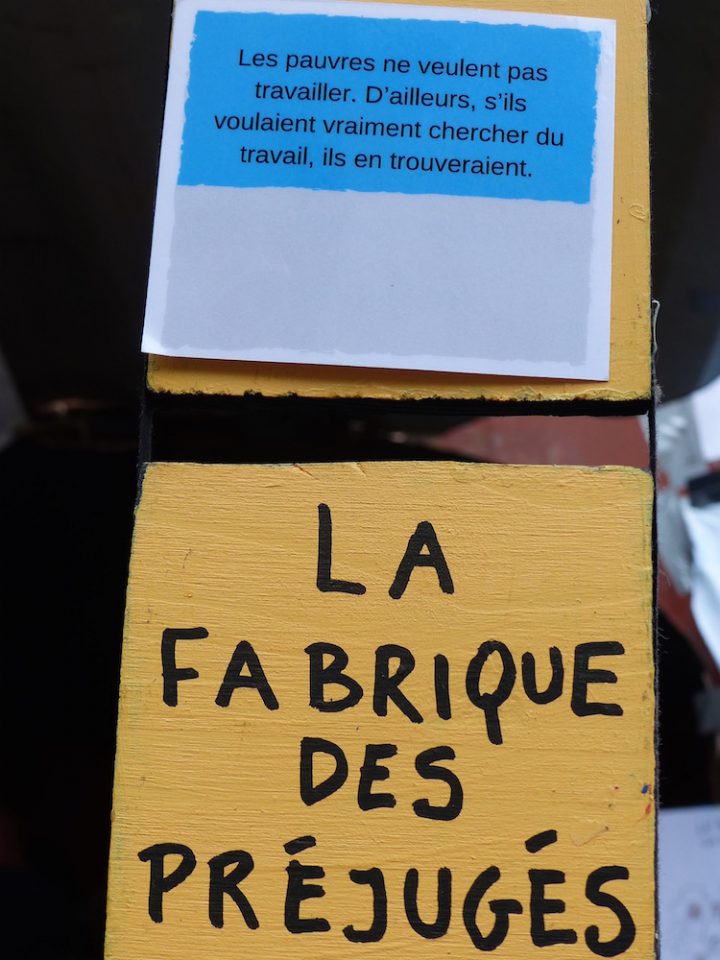 Les pauvres ne veulent pas
travailler. D'ailleurs, s'ils
voulaient vraiment chercher du
travail, ils en trouveraient.
LA
FABRIQUE
DES
PRÉJUGÉS